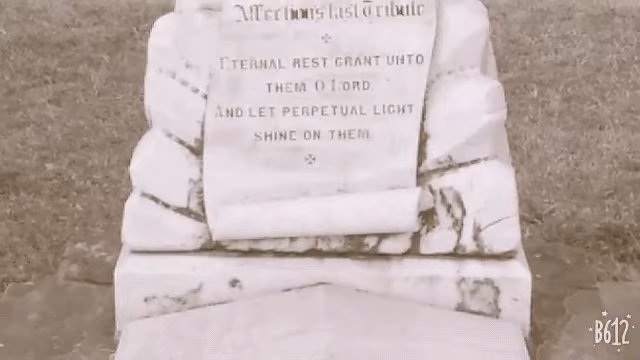 Affection's last Tribute
ETERNAL REST GRANT UNTO
THEM O LORD
AND LET PERPETUAL LIGHT
SHINE ON THEM.
B612